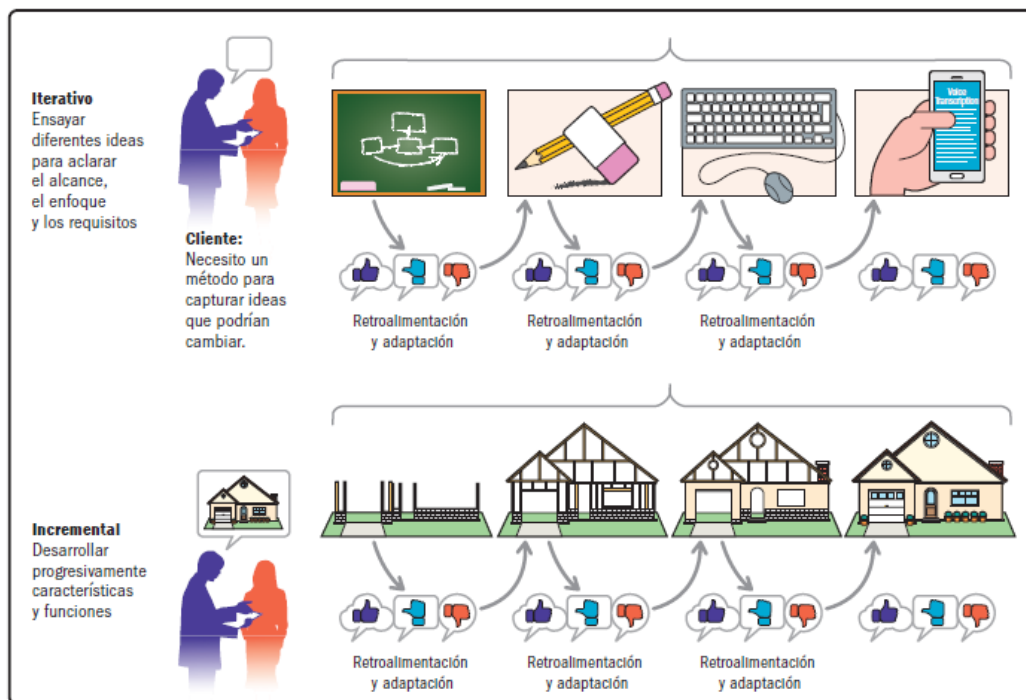 Iterativo
Ensayar
diferentes ideas
para aclarar
el alcance,
el enfoque
y los requisitos
Cliente:
Necesito un
método para
capturar ideas
que podrían
cambiar.
Voice
Transcription
Retroalimentación
y adaptación
Retroalimentación
y adaptación
Retroalimentación
y adaptación
Incremental
Desarrollar
progresivamente
características
y funciones
Retroalimentación
y adaptación
Retroalimentación
y adaptación
Retroalimentación
y adaptación